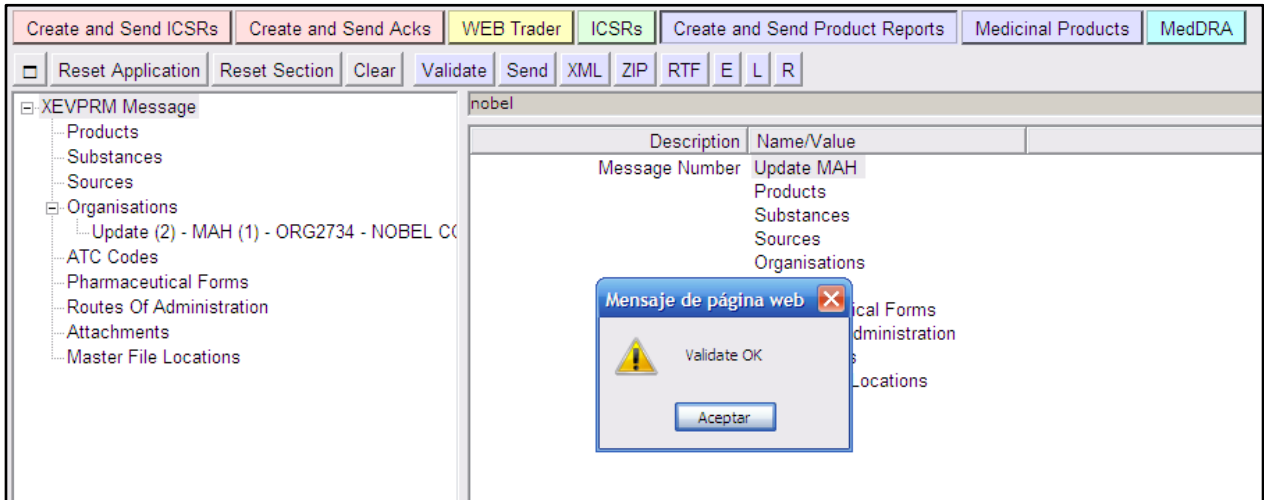 Create and Send ICSRs Create and Send Acks WEB Trader ICSRs Create and Send Product Reports Medicinal Products MedDRA
Reset Application Reset Section Clear Validate Send XML ZIP RTF E L R
XEVPRM Message
Products
Substances
Sources
Organisations
Update (2) - MAH (1) - ORG2734 - NOBEL CO
ATC Codes
Pharmaceutical Forms
Routes Of Administration
Attachments
Master File Locations
nobel
Description Name/Value
Message Number Update MAH
Products
Substances
Sources
Organisations
ical Forms
dministration
s
Locations
Mensaje de página web
Validate OK
Aceptar